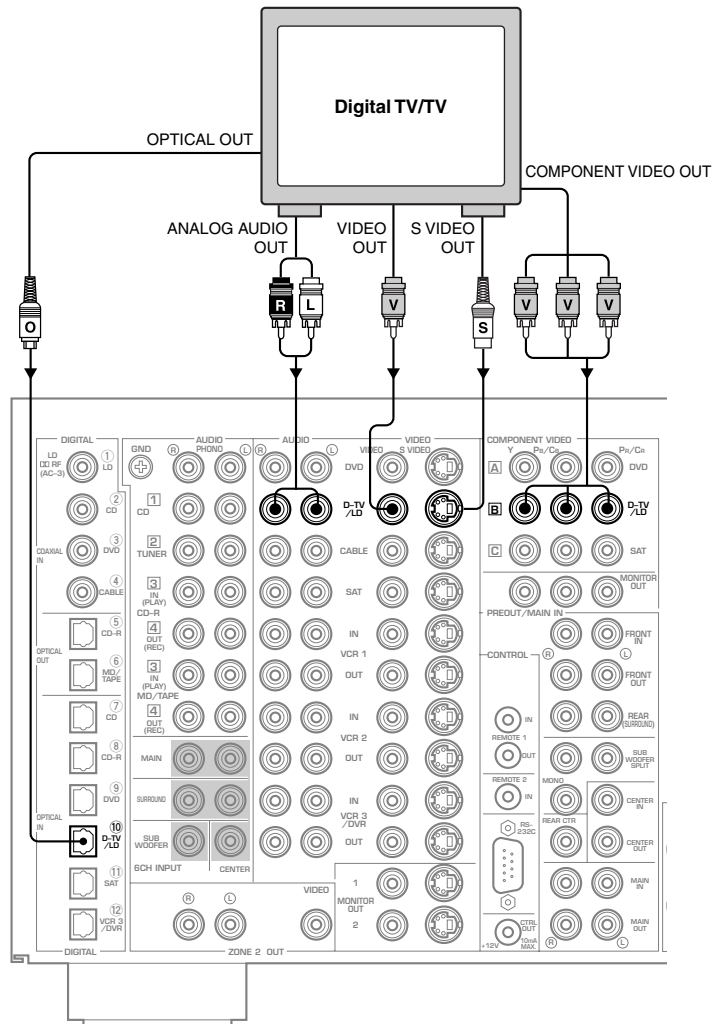 Digital TV/TV
OPTICAL OUT
COMPONENT VIDEO OUT
ANALOG AUDIO
OUT
VIDEO
OUT
S VIDEO
OUT
O
R
L
V
S
V
V
V
DIGITAL
LD
DD RF
(AC-3)
① LD
② CD
COAXIAL
IN
③ DVD
④ CABLE
OPTICAL
OUT
⑤ CD-R
⑥ MD/
TAPE
⑦ CD
⑧ CD-R
⑨ DVD
OPTICAL
IN
⑩ D-TV
/LD
⑪ SAT
⑫ VCR 3
/DVR
DIGITAL
GND
AUDIO
R PHONO L
1
CD
2
TUNER
3
IN
(PLAY)
CD-R
4
OUT
(REC)
3
IN
(PLAY)
MD/TAPE
4
OUT
(REC)
MAIN
SURROUND
SUB
WOOFER
6CH INPUT
CENTER
R L
VIDEO
ZONE 2 OUT
AUDIO
R L
VIDEO
VIDEO S VIDEO
DVD
D-TV
/LD
CABLE
SAT
IN
VCR 1
OUT
IN
VCR 2
OUT
IN
VCR 3
/DVR
OUT
1
MONITOR
OUT
2
COMPONENT VIDEO
Y PB/CB PR/CR
A DVD
B D-TV
/LD
C SAT
MONITOR
OUT
PREOUT/MAIN IN
FRONT
IN
R L
FRONT
OUT
REAR
(SURROUND)
SUB
WOOFER
SPLIT
MONO
CENTER
IN
REAR CTR
CENTER
OUT
MAIN
IN
MAIN
OUT
R L
CONTROL
IN
REMOTE 1
OUT
REMOTE 2
IN
RS-
232C
CTRL
OUT
+12V
10mA
MAX.